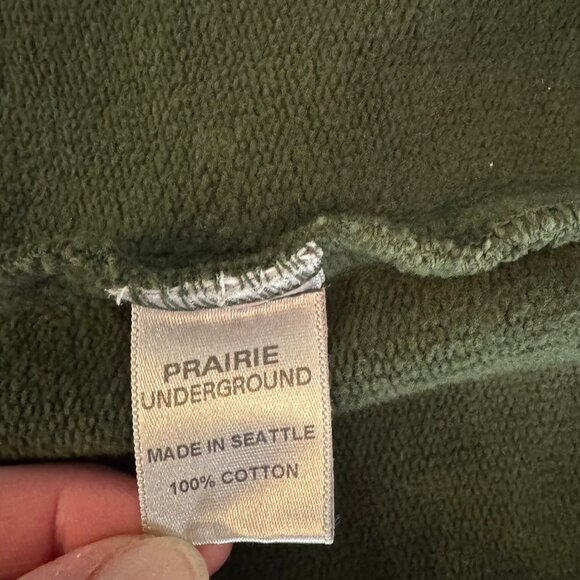 PRAIRIE
UNDERGROUND
MADE IN SEATTLE
100% COTTON